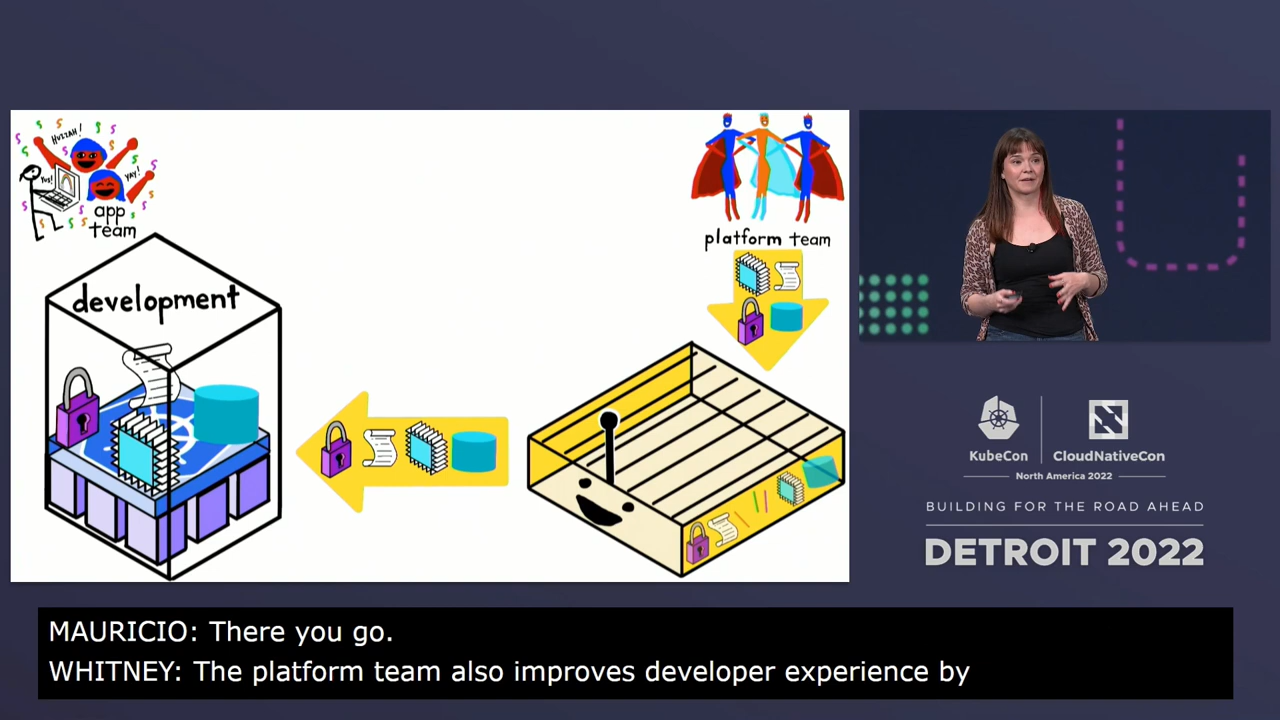 HUZZAH!
YUS!
YAY!
app
team
platform team
development
KubeCon
CloudNativeCon
North America 2022
BUILDING FOR THE ROAD AHEAD
DETROIT 2022
MAURICIO: There you go.
WHITNEY: The platform team also improves developer experience by